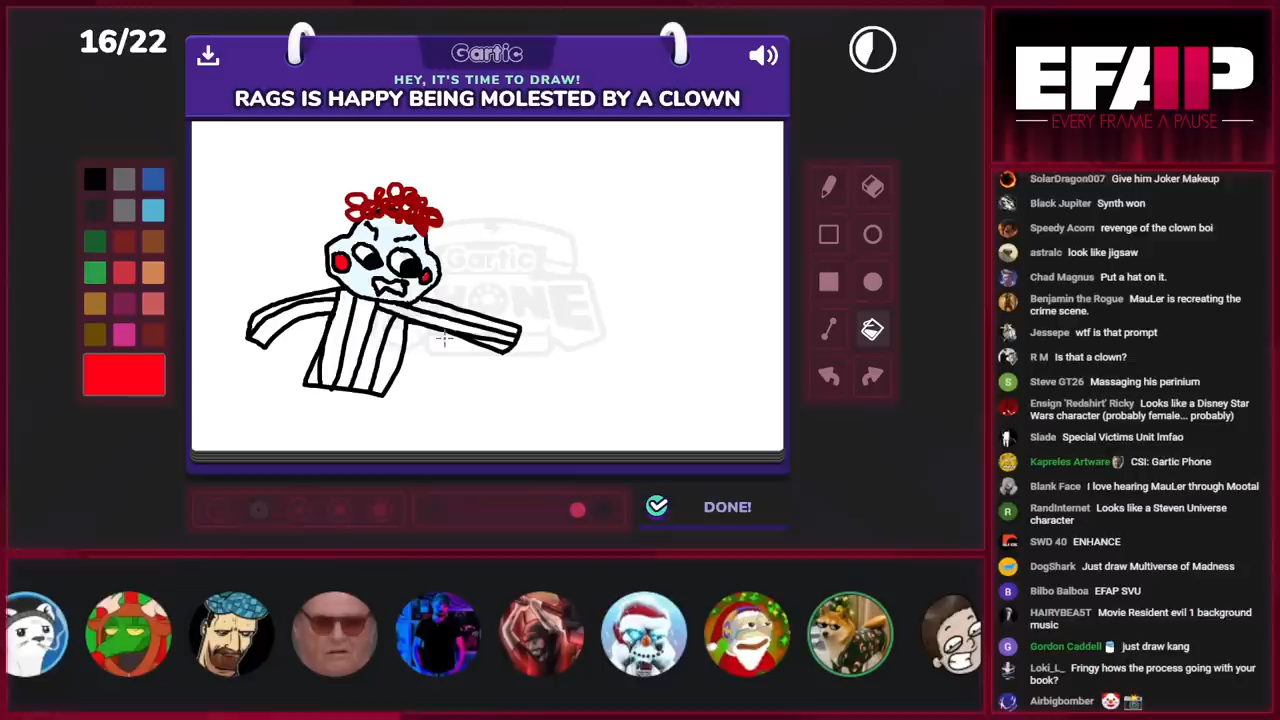 16/22
Gartic
HEY, IT'S TIME TO DRAW!
RAGS IS HAPPY BEING MOLESTED BY A CLOWN
Gartic
PHONE
DONE!
EFAP
EVERY FRAME A PAUSE
SolarDragon007 Give him Joker Makeup
Black Jupiter Synth won
Speedy Acorn revenge of the clown boi
astralc look like jigsaw
Chad Magnus Put a hat on it.
Benjamin the Rogue MauLer is recreating the
crime scene.
Jessepe wtf is that prompt
R M Is that a clown?
Steve GT26 Massaging his perinium
Ensign 'Redshirt' Ricky Looks like a Disney Star
Wars character (probably female... probably)
Slade Special Victims Unit lmfao
Kapreles Artware CSI: Gartic Phone
Blank Face I love hearing MauLer through Mootal
RandInternet Looks like a Steven Universe
character
SWD 40 ENHANCE
DogShark Just draw Multiverse of Madness
Bilbo Balboa EFAP SVU
HAIRYBEAST Movie Resident evil 1 background
music
Gordon Caddell just draw kang
Loki_L_ Fringy hows the process going with your
book?
Airbigbomber